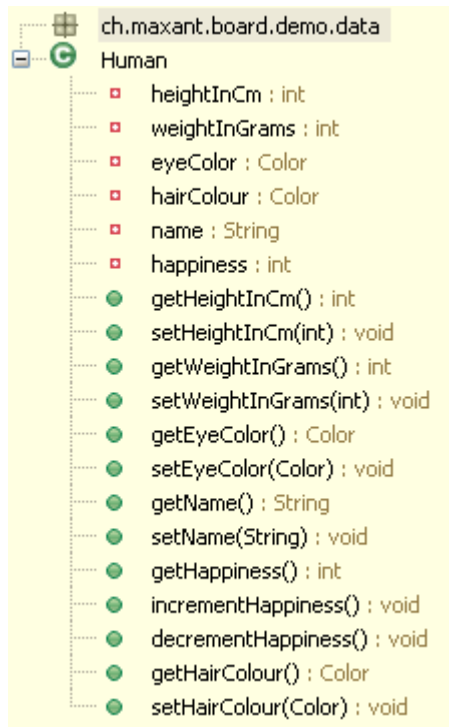 ch.maxant.board.demo.data
Human
heightInCm : int
weightInGrams : int
eyeColor : Color
hairColour : Color
name : String
happiness : int
getHeightInCm() : int
setHeightInCm(int) : void
getWeightInGrams() : int
setWeightInGrams(int) : void
getEyeColor() : Color
setEyeColor(Color) : void
getName() : String
setName(String) : void
getHappiness() : int
incrementHappiness() : void
decrementHappiness() : void
getHairColour() : Color
setHairColour(Color) : void